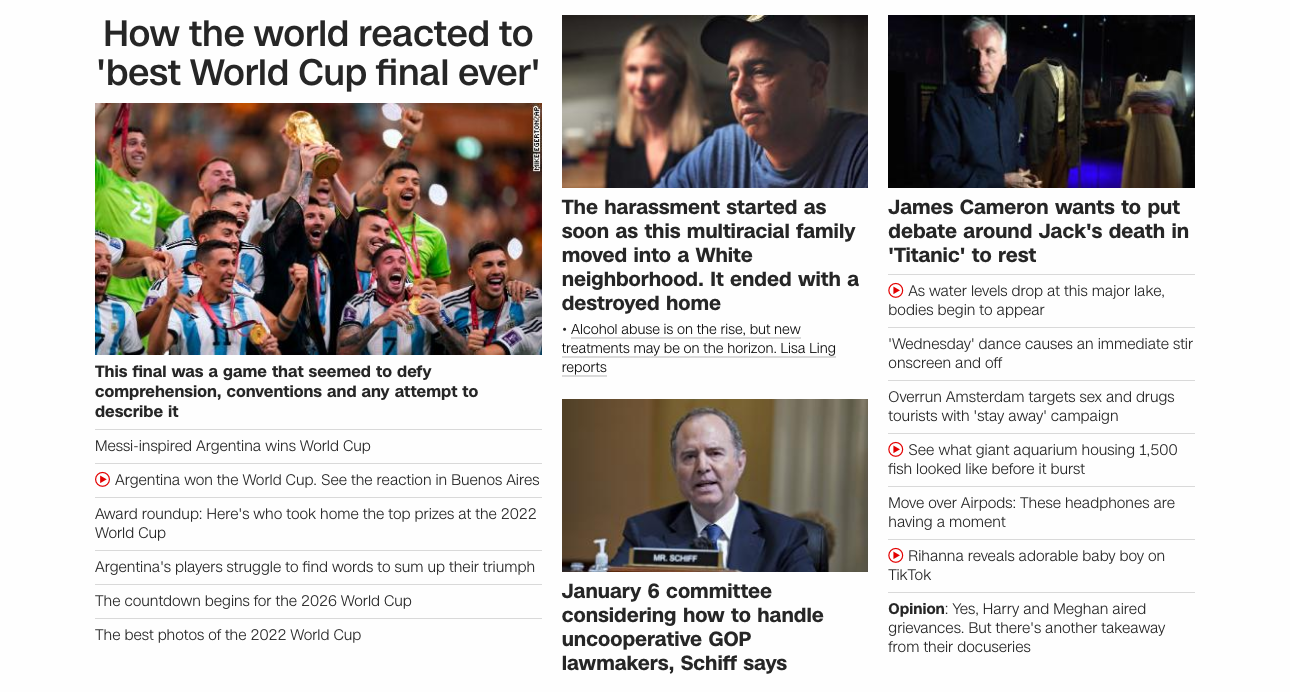 How the world reacted to
'best World Cup final ever'
MIKE EGERTON/AP
23
This final was a game that seemed to defy
comprehension, conventions and any attempt to
describe it
Messi-inspired Argentina wins World Cup
Argentina won the World Cup. See the reaction in Buenos Aires
Award roundup: Here's who took home the top prizes at the 2022
World Cup
Argentina's players struggle to find words to sum up their triumph
The countdown begins for the 2026 World Cup
The best photos of the 2022 World Cup
The harassment started as
soon as this multiracial family
moved into a White
neighborhood. It ended with a
destroyed home
• Alcohol abuse is on the rise, but new
treatments may be on the horizon. Lisa Ling
reports
MR. SCHIFF
January 6 committee
considering how to handle
uncooperative GOP
lawmakers, Schiff says
James Cameron wants to put
debate around Jack's death in
'Titanic' to rest
As water levels drop at this major lake,
bodies begin to appear
'Wednesday' dance causes an immediate stir
onscreen and off
Overrun Amsterdam targets sex and drugs
tourists with 'stay away' campaign
See what giant aquarium housing 1,500
fish looked like before it burst
Move over Airpods: These headphones are
having a moment
Rihanna reveals adorable baby boy on
TikTok
Opinion: Yes, Harry and Meghan aired
grievances. But there's another takeaway
from their docuseries